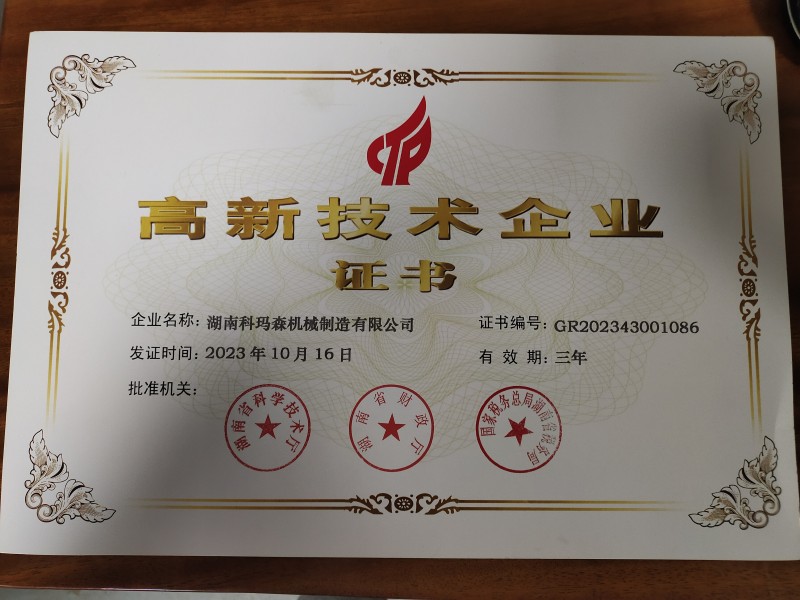 CTP
高新技术企业
证书
企业名称：湖南科玛森机械制造有限公司
证书编号：GR202343001086
发证时间：2023年10月16日
有效期：三年
批准机关：
湖南省科学技术厅
湖南省财政厅
国家税务总局湖南省税务局